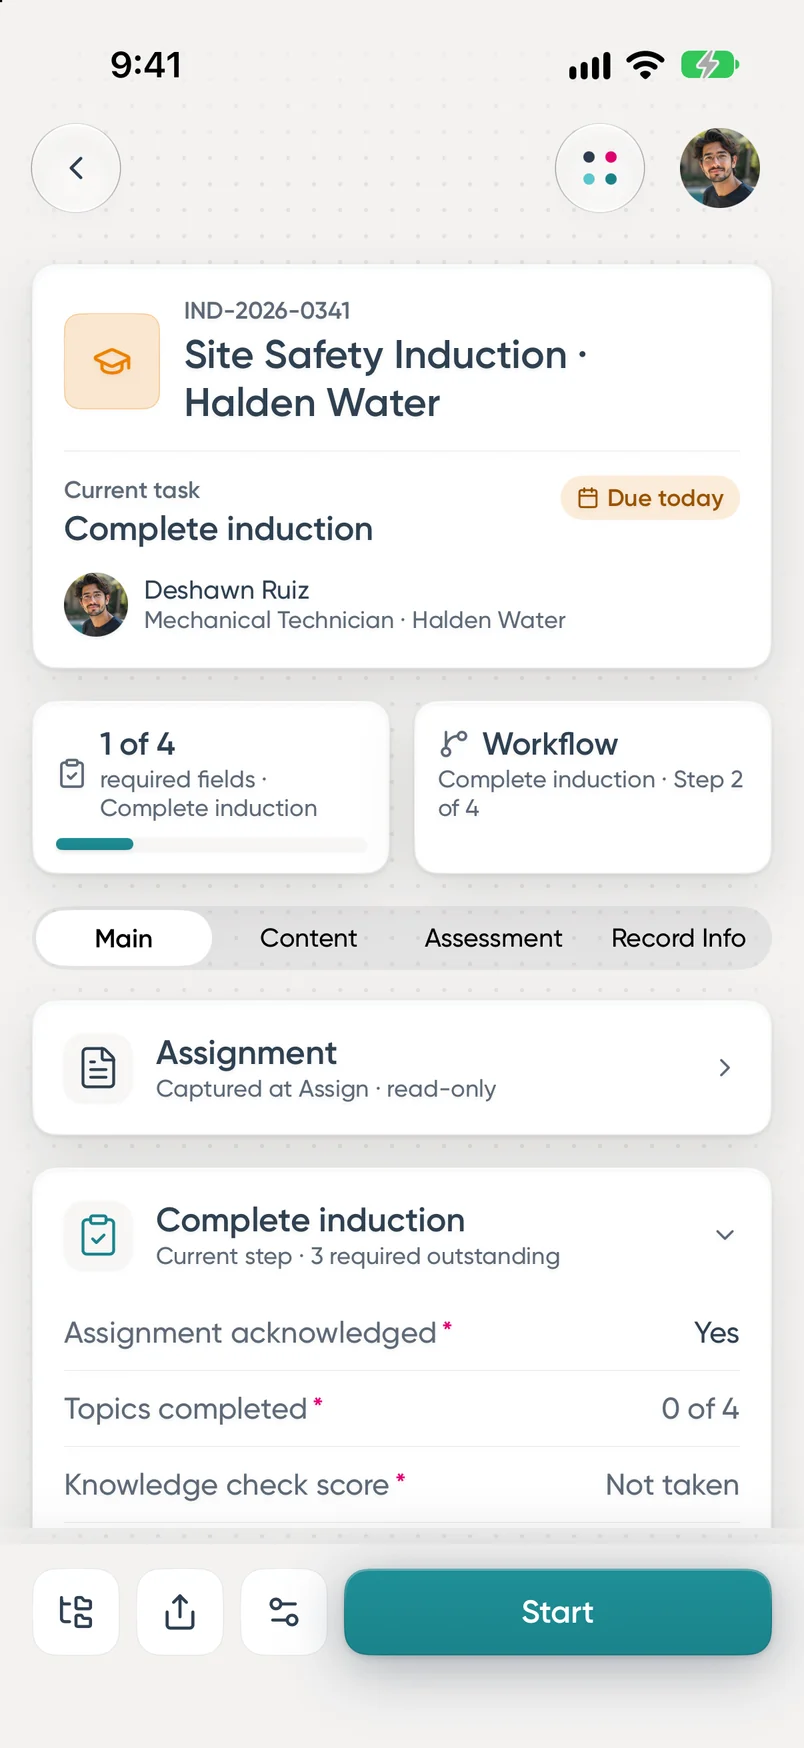 9:41
IND-2026-0341
Site Safety Induction ·
Halden Water
Current task
Due today
Complete induction
Deshawn Ruiz
Mechanical Technician · Halden Water
1 of 4
required fields ·
Complete induction
Workflow
Complete induction · Step 2
of 4
Main
Content
Assessment
Record Info
Assignment
Captured at Assign · read-only
Complete induction
Current step · 3 required outstanding
Assignment acknowledged *
Yes
Topics completed *
0 of 4
Knowledge check score *
Not taken
Start